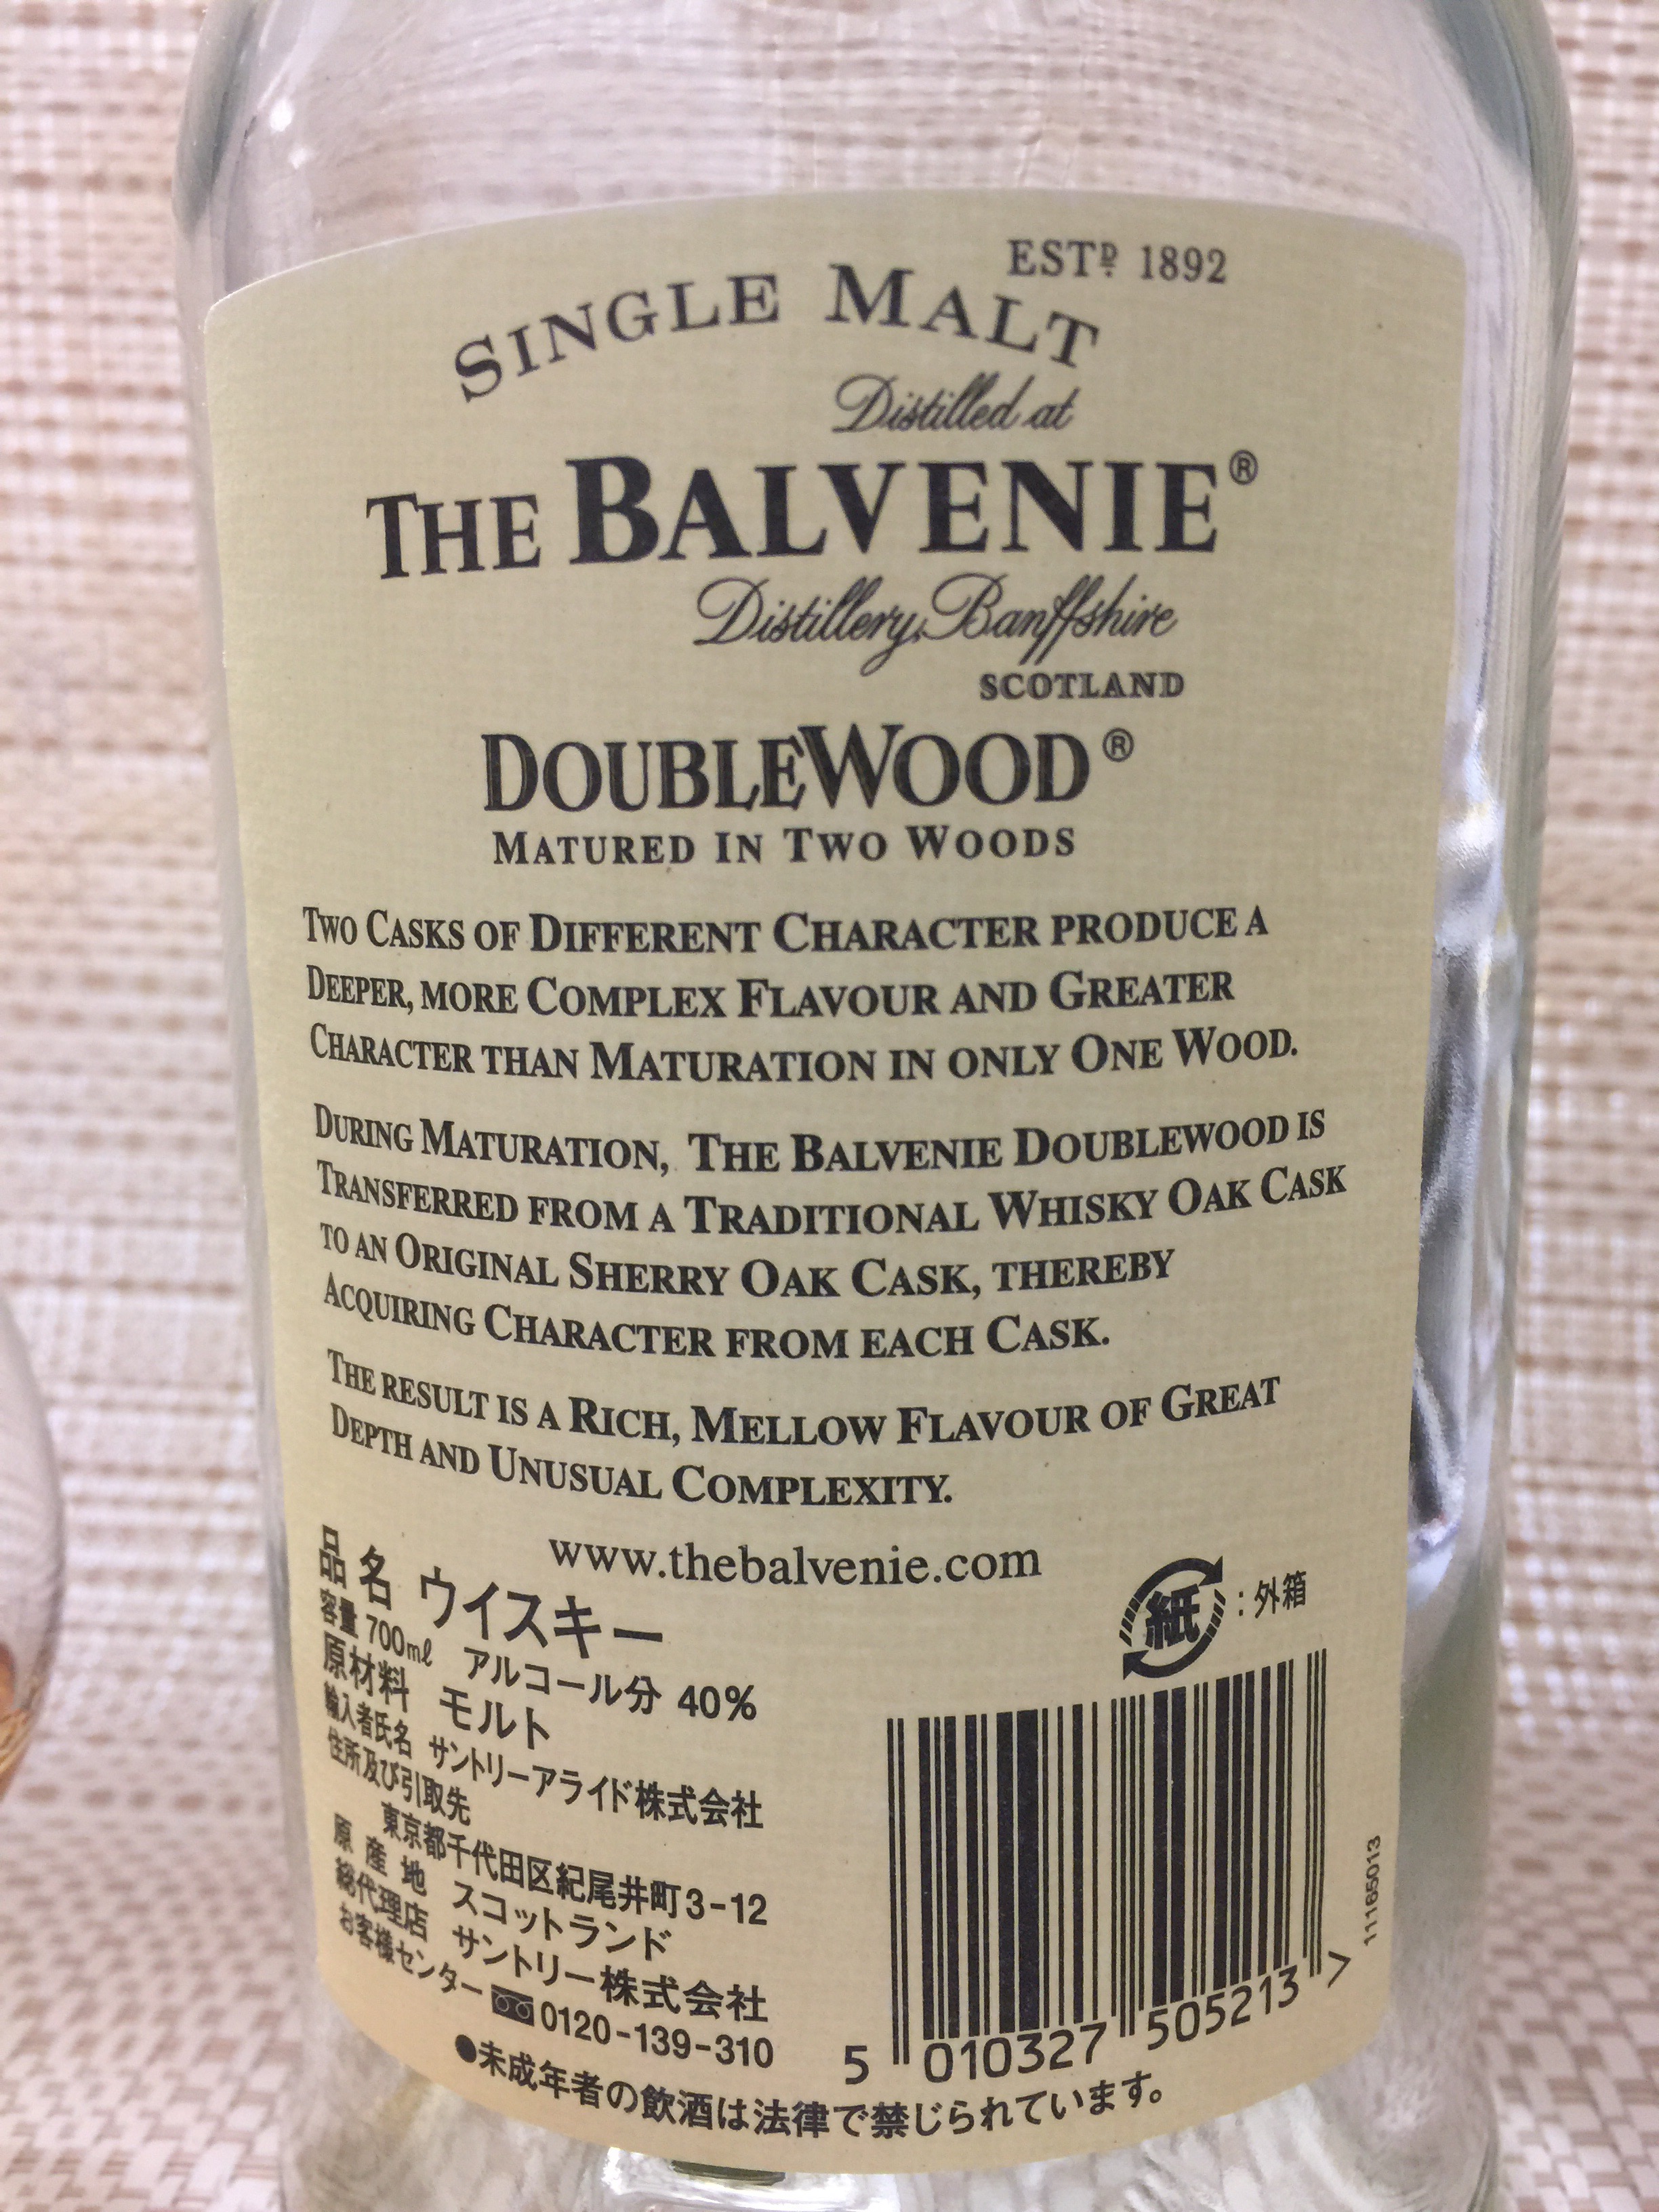 ESTD. 1892
SINGLE MALT
Distilled at
THE BALVENIE®
Distillery, Banffshire
SCOTLAND
DOUBLEWOOD®
MATURED IN TWO WOODS
TWO CASKS OF DIFFERENT CHARACTER PRODUCE A
DEEPER, MORE COMPLEX FLAVOUR AND GREATER
CHARACTER THAN MATURATION IN ONLY ONE WOOD.
DURING MATURATION, THE BALVENIE DOUBLEWOOD IS
TRANSFERRED FROM A TRADITIONAL WHISKY OAK CASK
TO AN ORIGINAL SHERRY OAK CASK, THEREBY
ACQUIRING CHARACTER FROM EACH CASK.
THE RESULT IS A RICH, MELLOW FLAVOUR OF GREAT
DEPTH AND UNUSUAL COMPLEXITY.
www.thebalvenie.com
品名 ウイスキー
容量 700mℓ アルコール分 40%
原材料 モルト
輸入者氏名 サントリーアライド株式会社
住所及び引取先
東京都千代田区紀尾井町3-12
原産地 スコットランド
総代理店 サントリー株式会社
お客様センター 0120-139-310
●未成年者の飲酒は法律で禁じられています。
紙:外箱
5 010327 505213 >
11165013